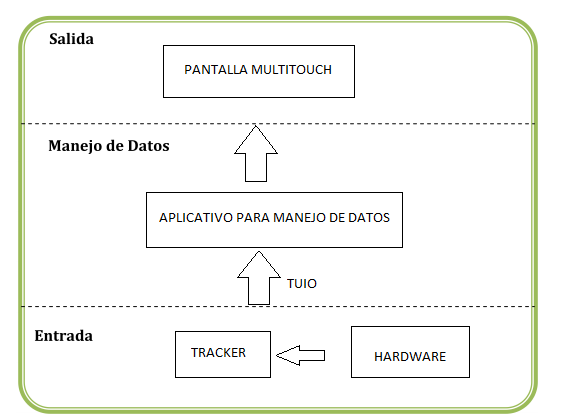 Salida
PANTALLA MULTITOUCH
Manejo de Datos
APLICATIVO PARA MANEJO DE DATOS
TUIO
Entrada
TRACKER
HARDWARE